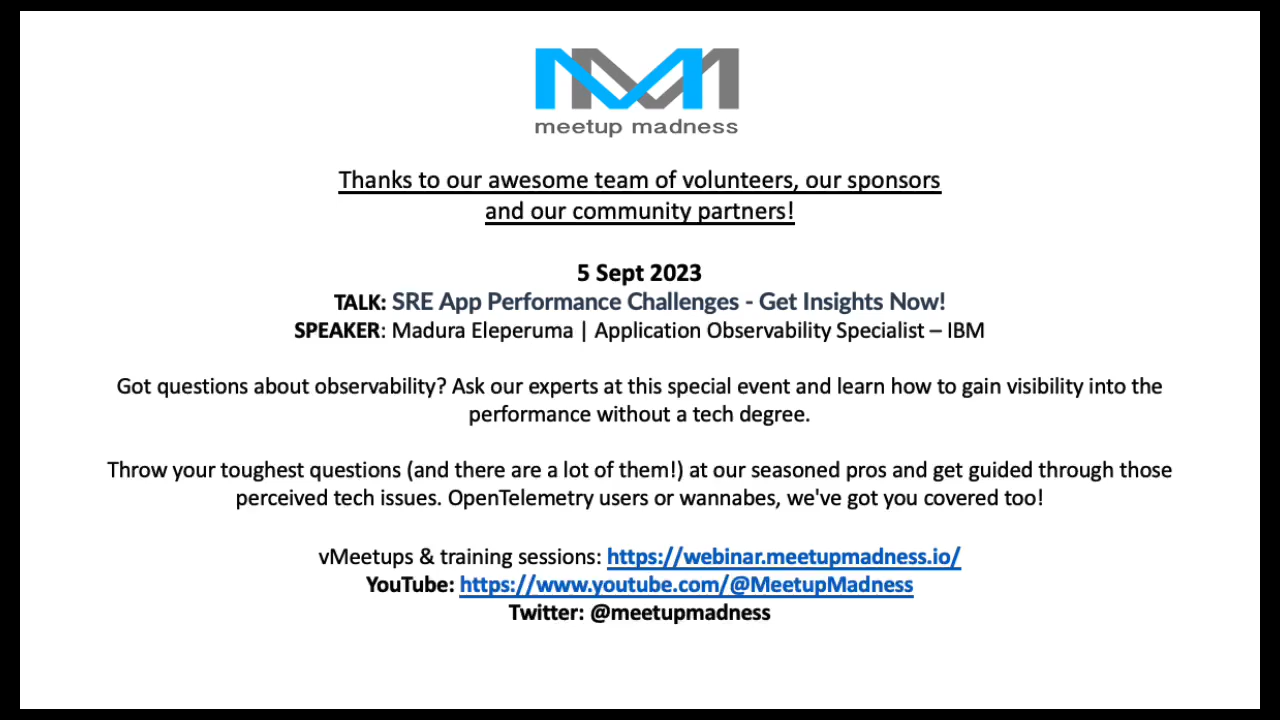 meetup madness
Thanks to our awesome team of volunteers, our sponsors
and our community partners!
5 Sept 2023
TALK: SRE App Performance Challenges - Get Insights Now!
SPEAKER: Madura Eleperuma | Application Observability Specialist – IBM
Got questions about observability? Ask our experts at this special event and learn how to gain visibility into the
performance without a tech degree.
Throw your toughest questions (and there are a lot of them!) at our seasoned pros and get guided through those
perceived tech issues. OpenTelemetry users or wannabes, we've got you covered too!
vMeetups & training sessions: https://webinar.meetupmadness.io/
YouTube: https://www.youtube.com/@MeetupMadness
Twitter: @meetupmadness